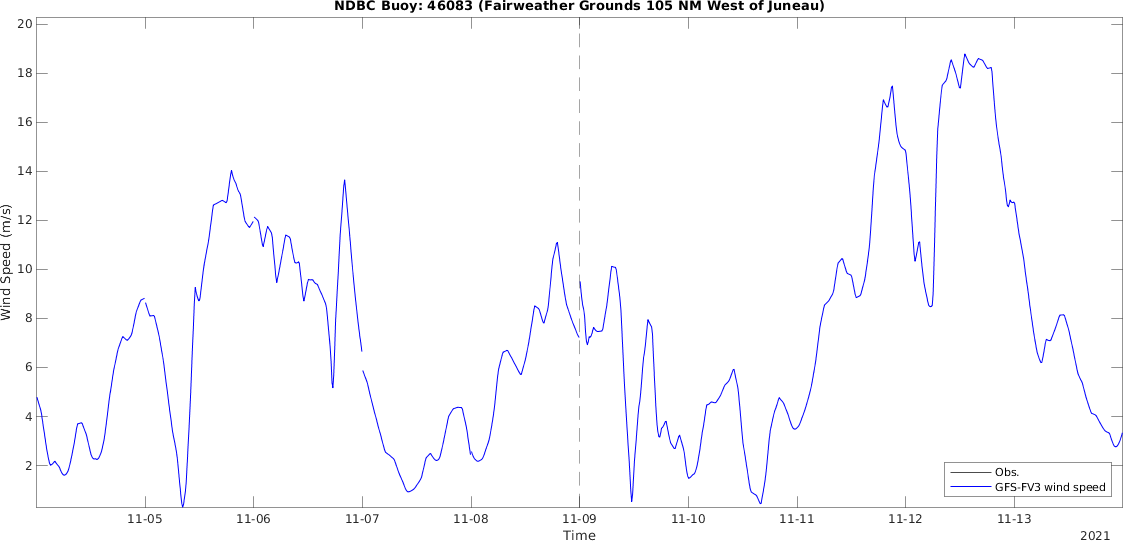 NDBC Buoy: 46083 (Fairweather Grounds 105 NM West of Juneau)
20
18
16
14
12
10
8
6
4
2
Wind Speed (m/s)
Obs.
GFS-FV3 wind speed
11-05 11-06 11-07 11-08 11-09 11-10 11-11 11-12 11-13
Time
2021